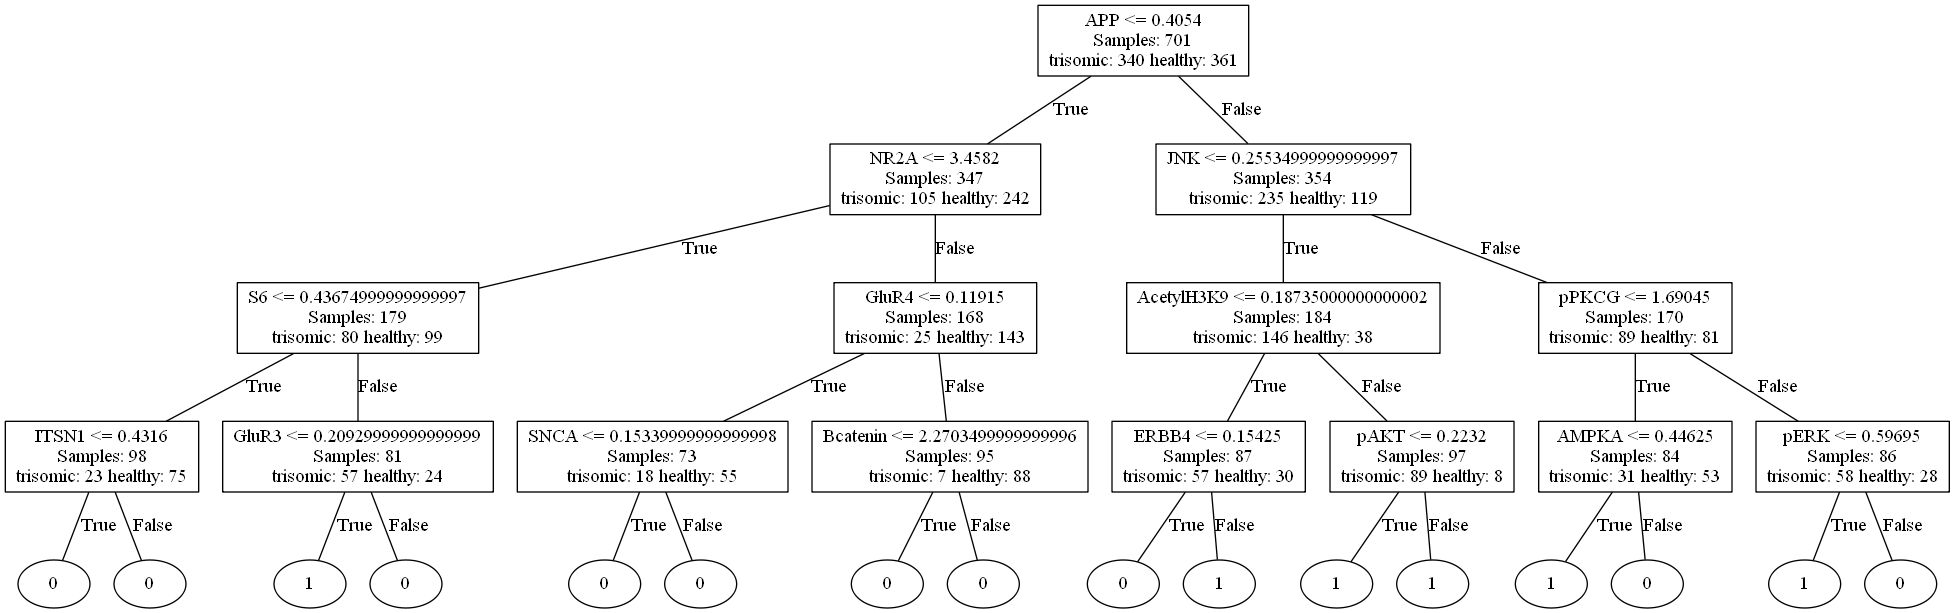 APP <= 0.4054
Samples: 701
trisomic: 340 healthy: 361
True
False
NR2A <= 3.4582
Samples: 347
trisomic: 105 healthy: 242
JNK <= 0.25534999999999997
Samples: 354
trisomic: 235 healthy: 119
True
False
True
False
S6 <= 0.43674999999999997
Samples: 179
trisomic: 80 healthy: 99
GluR4 <= 0.11915
Samples: 168
trisomic: 25 healthy: 143
AcetylH3K9 <= 0.18735000000000002
Samples: 184
trisomic: 146 healthy: 38
pPKCG <= 1.69045
Samples: 170
trisomic: 89 healthy: 81
True
False
True
False
True
False
True
False
ITSN1 <= 0.4316
Samples: 98
trisomic: 23 healthy: 75
GluR3 <= 0.20929999999999999
Samples: 81
trisomic: 57 healthy: 24
SNCA <= 0.15339999999999998
Samples: 73
trisomic: 18 healthy: 55
Bcatenin <= 2.2703499999999996
Samples: 95
trisomic: 7 healthy: 88
ERBB4 <= 0.15425
Samples: 87
trisomic: 57 healthy: 30
pAKT <= 0.2232
Samples: 97
trisomic: 89 healthy: 8
AMPKA <= 0.44625
Samples: 84
trisomic: 31 healthy: 53
pERK <= 0.59695
Samples: 86
trisomic: 58 healthy: 28
True
False
True
False
True
False
True
False
True
False
True
False
True
False
True
False
0
0
1
0
0
0
0
0
0
1
1
1
1
0
1
0